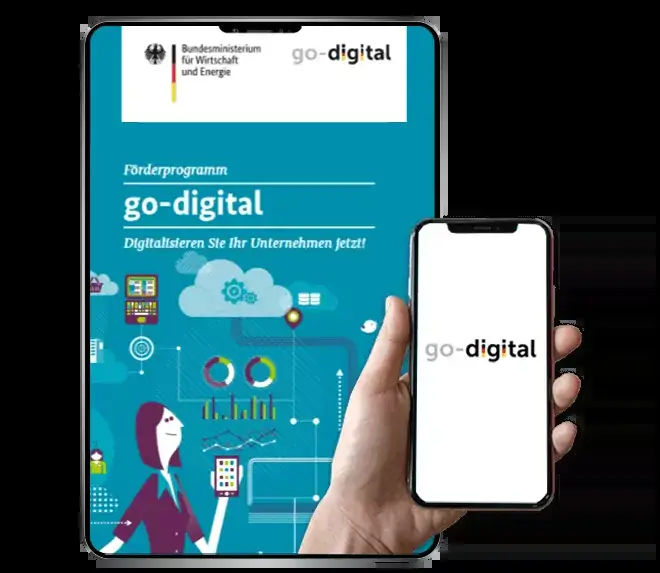 Bundesministerium
für Wirtschaft
und Energie
go-digital
Förderprogramm
go-digital
Digitalisieren Sie Ihr Unternehmen jetzt!
go-digital